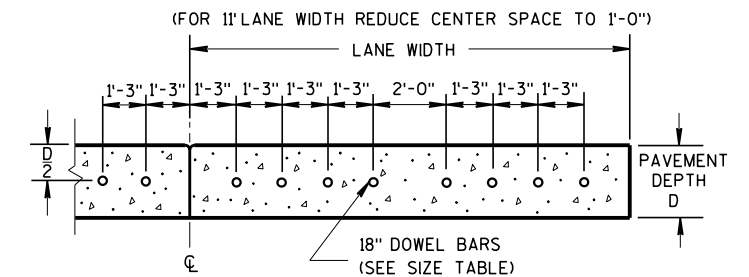 (FOR 11' LANE WIDTH REDUCE CENTER SPACE TO 1'-0")
LANE WIDTH
1'-3" 1'-3" 1'-3" 1'-3" 1'-3" 1'-3" 2'-0" 1'-3" 1'-3" 1'-3"
D
2
PAVEMENT
DEPTH
D
18" DOWEL BARS
(SEE SIZE TABLE)
℄